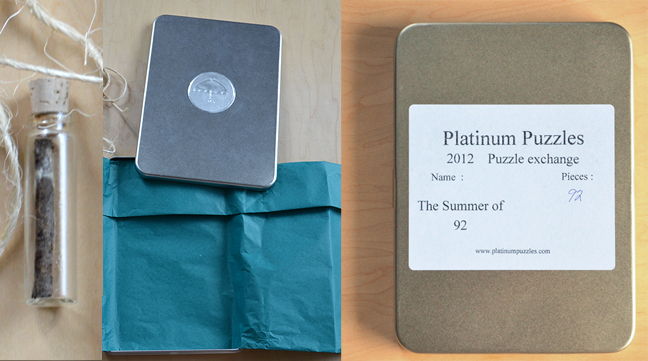 Platinum Puzzles
2012 Puzzle exchange
Name : Pieces :
92
The Summer of
92
www.platinumpuzzles.com